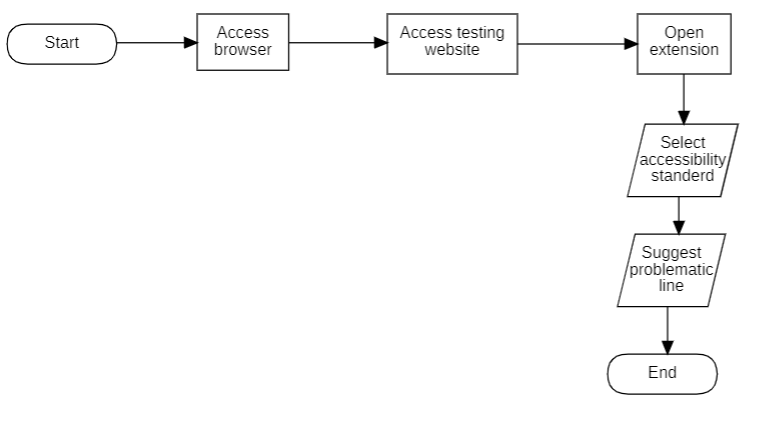 Start
Access
browser
Access testing
website
Open
extension
Select
accessibility
standerd
Suggest
problematic
line
End